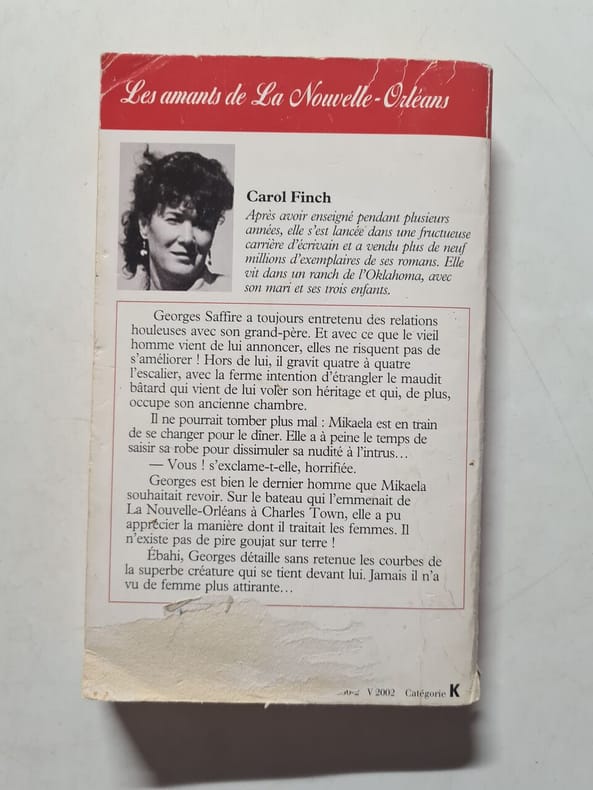 Les amants de La Nouvelle-Orléans
Carol Finch
Après avoir enseigné pendant plusieurs
années, elle s'est lancée dans une fructueuse
carrière d'écrivain et a vendu plus de neuf
millions d'exemplaires de ses romans. Elle
vit dans un ranch de l'Oklahoma, avec
son mari et ses trois enfants.
Georges Saffire a toujours entretenu des relations
houleuses avec son grand-père. Et avec ce que le vieil
homme vient de lui annoncer, elles ne risquent pas de
s'améliorer ! Hors de lui, il gravit quatre à quatre
l'escalier, avec la ferme intention d'étrangler le maudit
bâtard qui vient de lui voler son héritage et qui, de plus,
occupe son ancienne chambre.
Il ne pourrait tomber plus mal : Mikaela est en train
de se changer pour le dîner. Elle a à peine le temps de
saisir sa robe pour dissimuler sa nudité à l'intrus…
— Vous ! s'exclame-t-elle, horrifiée.
Georges est bien le dernier homme que Mikaela
souhaitait revoir. Sur le bateau qui l'emmenait de
La Nouvelle-Orléans à Charles Town, elle a pu
apprécier la manière dont il traitait les femmes. Il
n'existe pas de pire goujat sur terre !
Ébahi, Georges détaille sans retenue les courbes de
la superbe créature qui se tient devant lui. Jamais il n'a
vu de femme plus attirante…
V 2002 Catégorie K